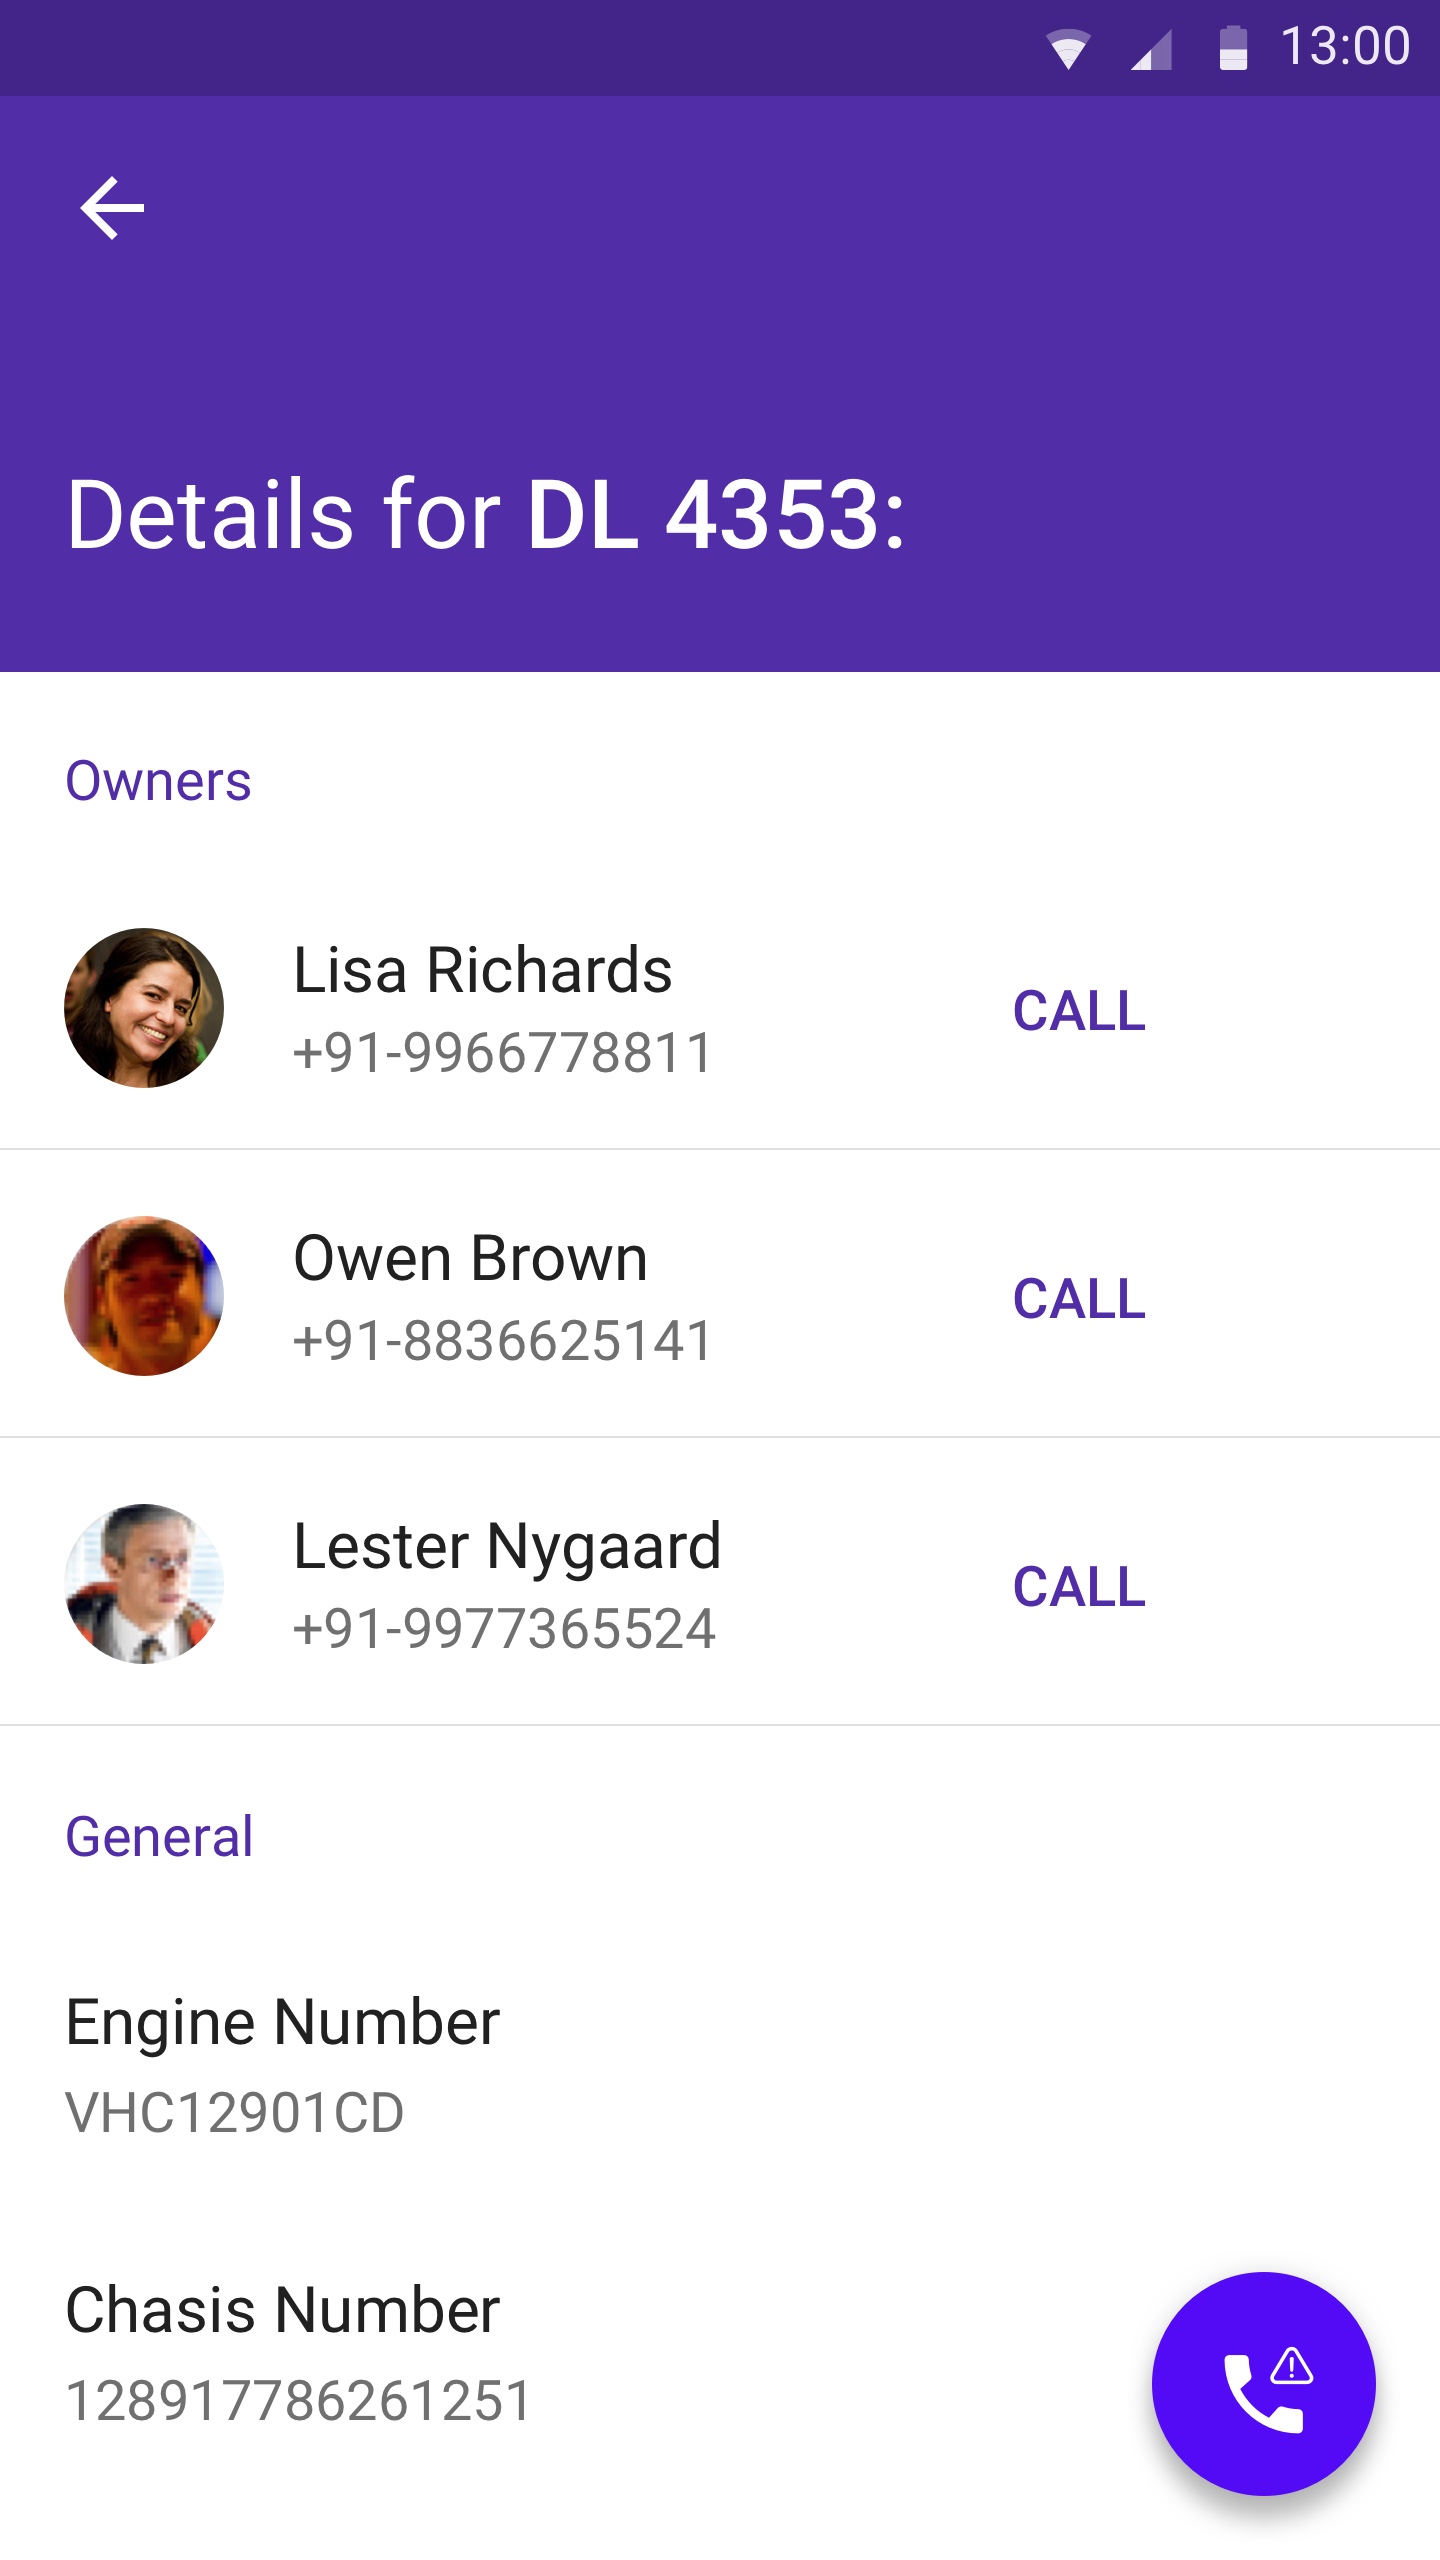 13:00
Details for DL 4353:
Owners
Lisa Richards
+91-9966778811
CALL
Owen Brown
+91-8836625141
CALL
Lester Nygaard
+91-9977365524
CALL
General
Engine Number
VHC12901CD
Chasis Number
128917786261251